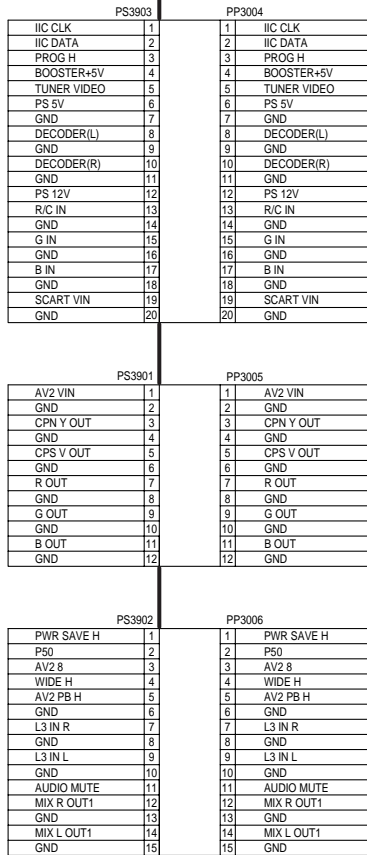 PS3903 PP3004
IIC CLK 1 1 IIC CLK
IIC DATA 2 2 IIC DATA
PROG H 3 3 PROG H
BOOSTER+5V 4 4 BOOSTER+5V
TUNER VIDEO 5 5 TUNER VIDEO
PS 5V 6 6 PS 5V
GND 7 7 GND
DECODER(L) 8 8 DECODER(L)
GND 9 9 GND
DECODER(R) 10 10 DECODER(R)
GND 11 11 GND
PS 12V 12 12 PS 12V
R/C IN 13 13 R/C IN
GND 14 14 GND
G IN 15 15 G IN
GND 16 16 GND
B IN 17 17 B IN
GND 18 18 GND
SCART VIN 19 19 SCART VIN
GND 20 20 GND
PS3901 PP3005
AV2 VIN 1 1 AV2 VIN
GND 2 2 GND
CPN Y OUT 3 3 CPN Y OUT
GND 4 4 GND
CPS V OUT 5 5 CPS V OUT
GND 6 6 GND
R OUT 7 7 R OUT
GND 8 8 GND
G OUT 9 9 G OUT
GND 10 10 GND
B OUT 11 11 B OUT
GND 12 12 GND
PS3902 PP3006
PWR SAVE H 1 1 PWR SAVE H
P50 2 2 P50
AV2 8 3 3 AV2 8
WIDE H 4 4 WIDE H
AV2 PB H 5 5 AV2 PB H
GND 6 6 GND
L3 IN R 7 7 L3 IN R
GND 8 8 GND
L3 IN L 9 9 L3 IN L
GND 10 10 GND
AUDIO MUTE 11 11 AUDIO MUTE
MIX R OUT1 12 12 MIX R OUT1
GND 13 13 GND
MIX L OUT1 14 14 MIX L OUT1
GND 15 15 GND